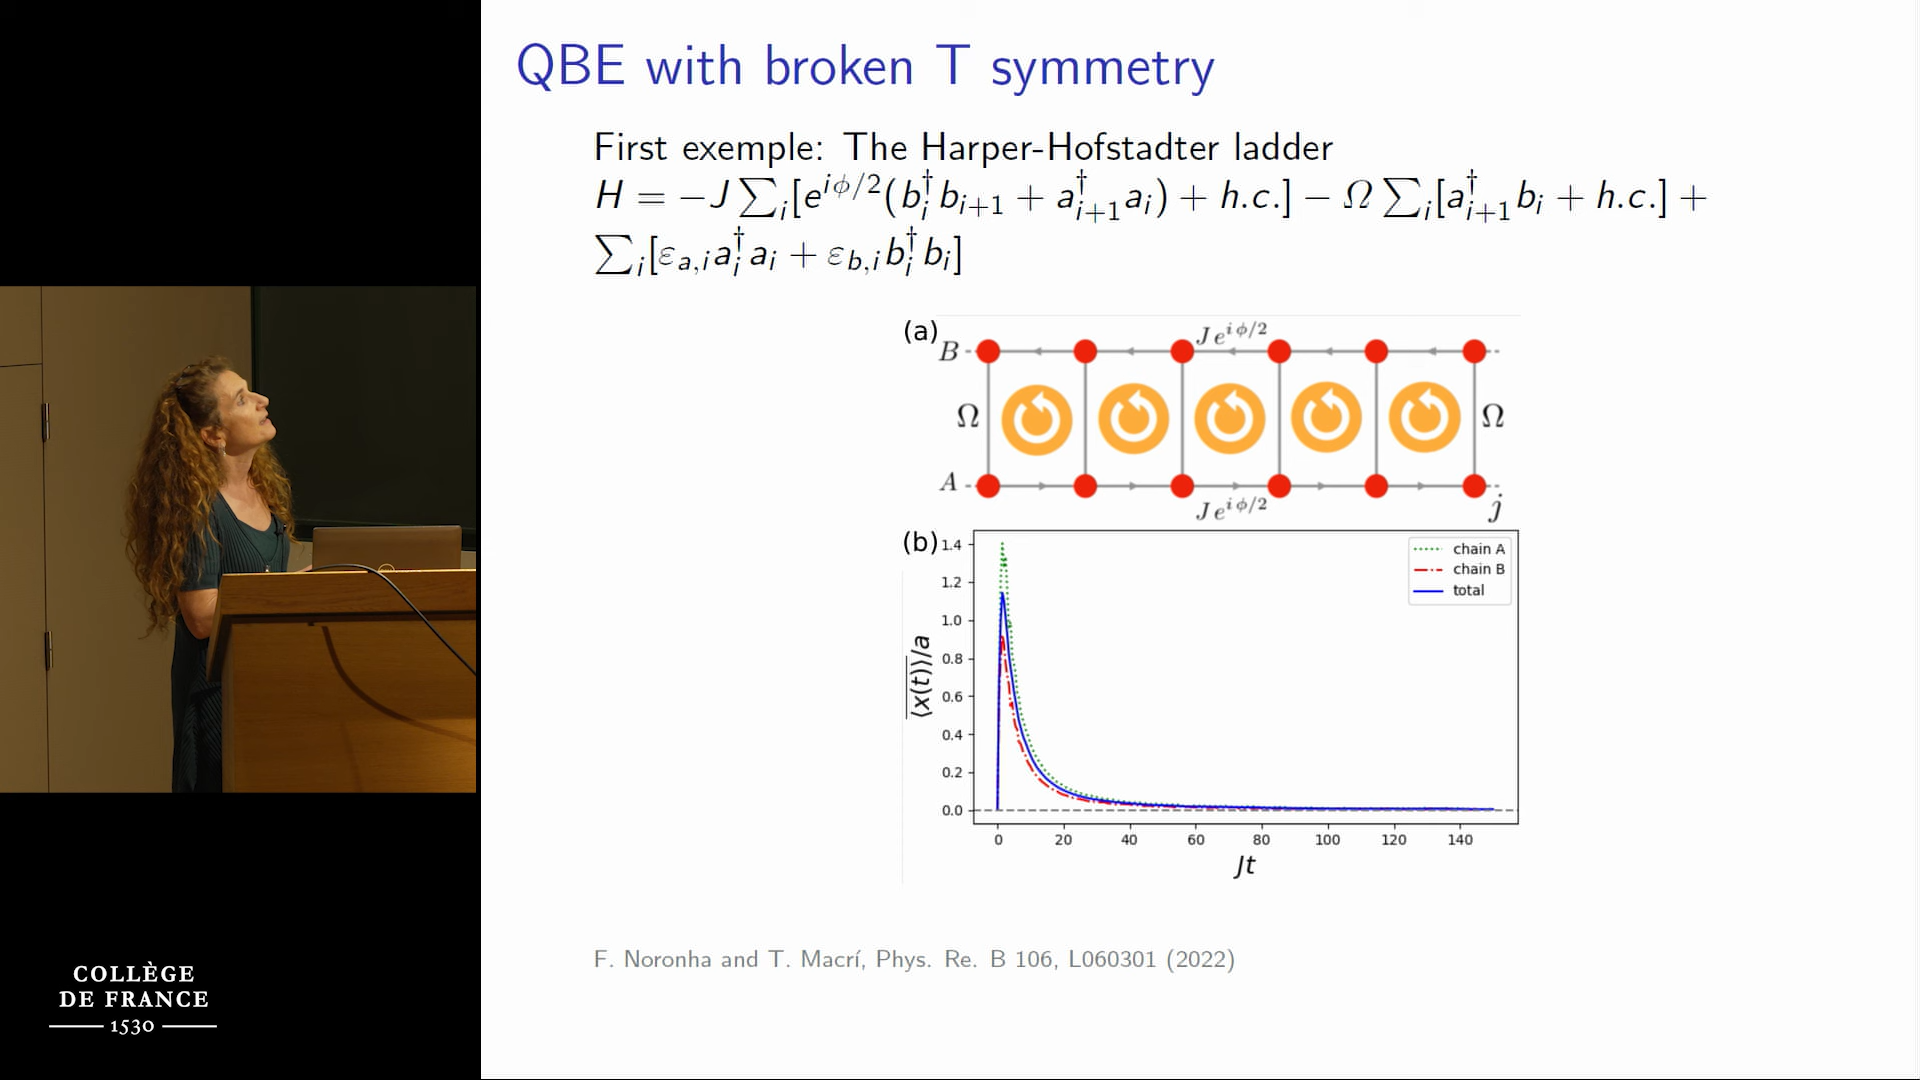 QBE with broken T symmetry
First exemple: The Harper-Hofstadter ladder
H = −J ∑_i[e^{iϕ/2}(b_i^† b_{i+1} + a_{i+1}^† a_i) + h.c.] − Ω ∑_i[a_{i+1}^† b_i + h.c.] +
∑_i[ε_{a,i} a_i^† a_i + ε_{b,i} b_i^† b_i]
(a)
J e^{i ϕ/2}
B
Ω
Ω
A
J e^{i ϕ/2}
j
(b)
1.4
1.2
1.0
0.8
0.6
0.4
0.2
0.0
⟨x(t)⟩/a
chain A
chain B
total
0 20 40 60 80 100 120 140
Jt
F. Noronha and T. Macrí, Phys. Re. B 106, L060301 (2022)
COLLÈGE
DE FRANCE
1530